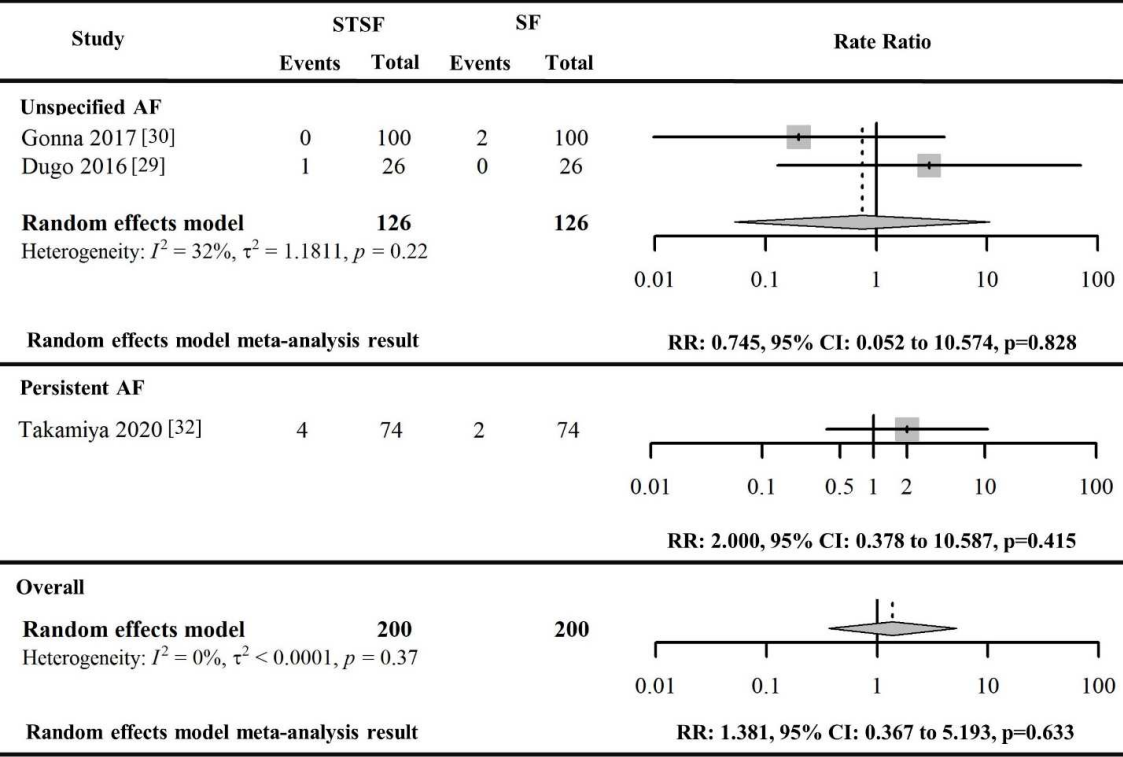 Study STSF SF Rate Ratio
Events Total Events Total
Unspecified AF
Gonna 2017 [30] 0 100 2 100
Dugo 2016 [29] 1 26 0 26
Random effects model 126 126
Heterogeneity: I² = 32%, τ² = 1.1811, p = 0.22
0.01 0.1 1 10 100
Random effects model meta-analysis result RR: 0.745, 95% CI: 0.052 to 10.574, p=0.828
Persistent AF
Takamiya 2020 [32] 4 74 2 74
0.01 0.1 0.5 1 2 10 100
RR: 2.000, 95% CI: 0.378 to 10.587, p=0.415
Overall
Random effects model 200 200
Heterogeneity: I² = 0%, τ² < 0.0001, p = 0.37
0.01 0.1 1 10 100
Random effects model meta-analysis result RR: 1.381, 95% CI: 0.367 to 5.193, p=0.633